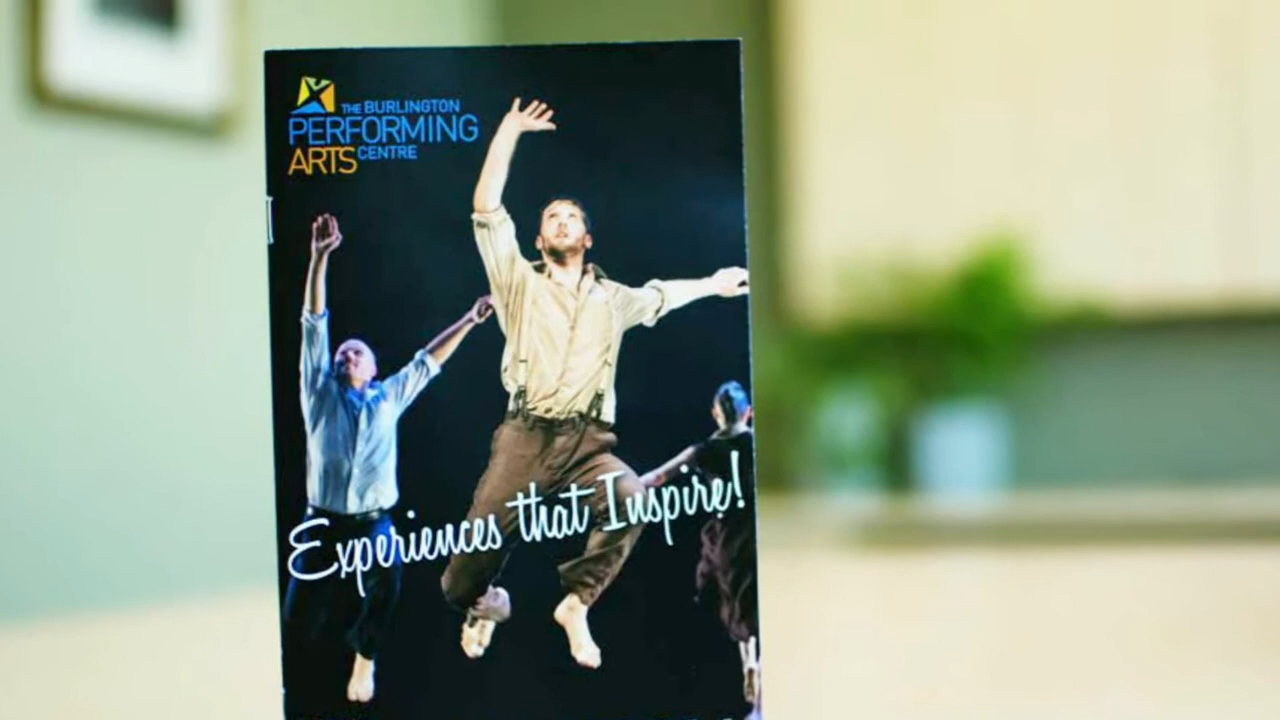 THE BURLINGTON
PERFORMING
ARTS CENTRE
Experiences that Inspire!